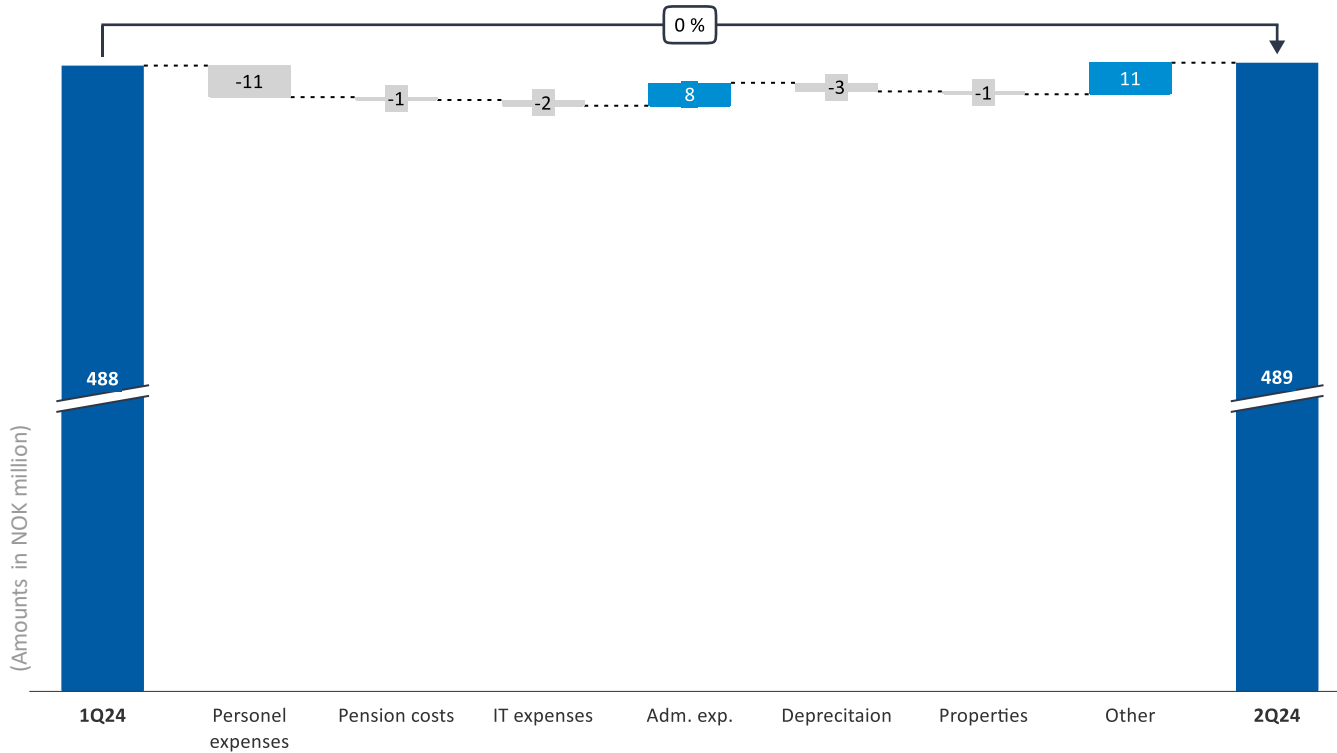 0 %
-11
-1
-2
8
-3
-1
11
488
489
(Amounts in NOK million)
1Q24
Personel
expenses
Pension costs
IT expenses
Adm. exp.
Deprecitaion
Properties
Other
2Q24